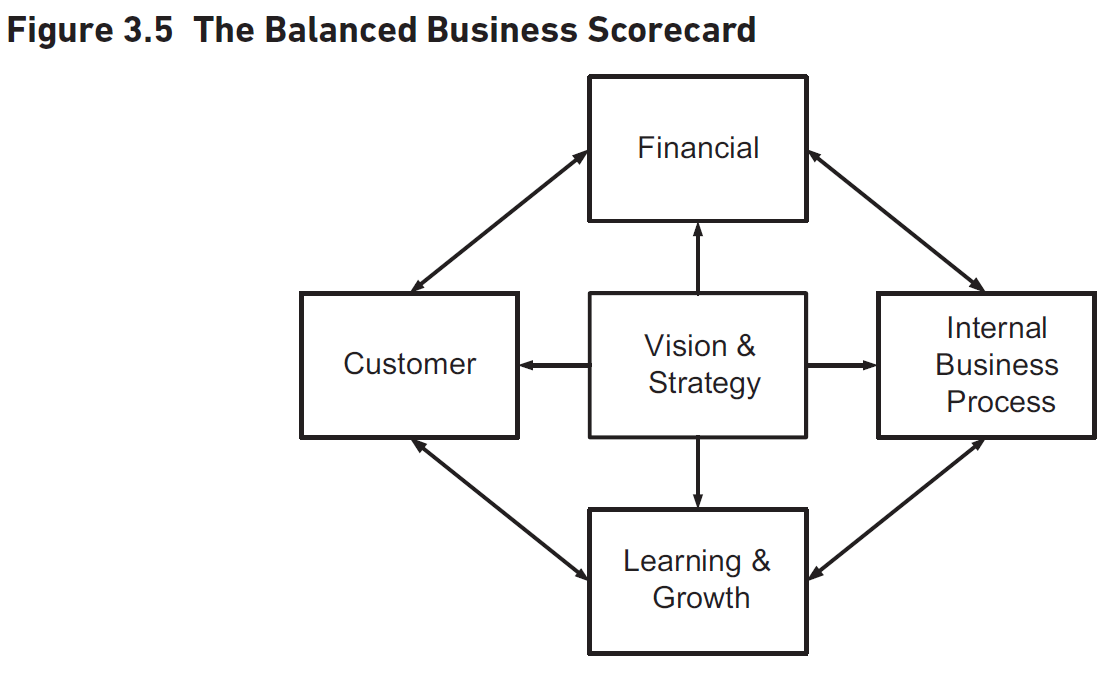 Figure 3.5 The Balanced Business Scorecard
Financial
Customer
Vision &
Strategy
Internal
Business
Process
Learning &
Growth